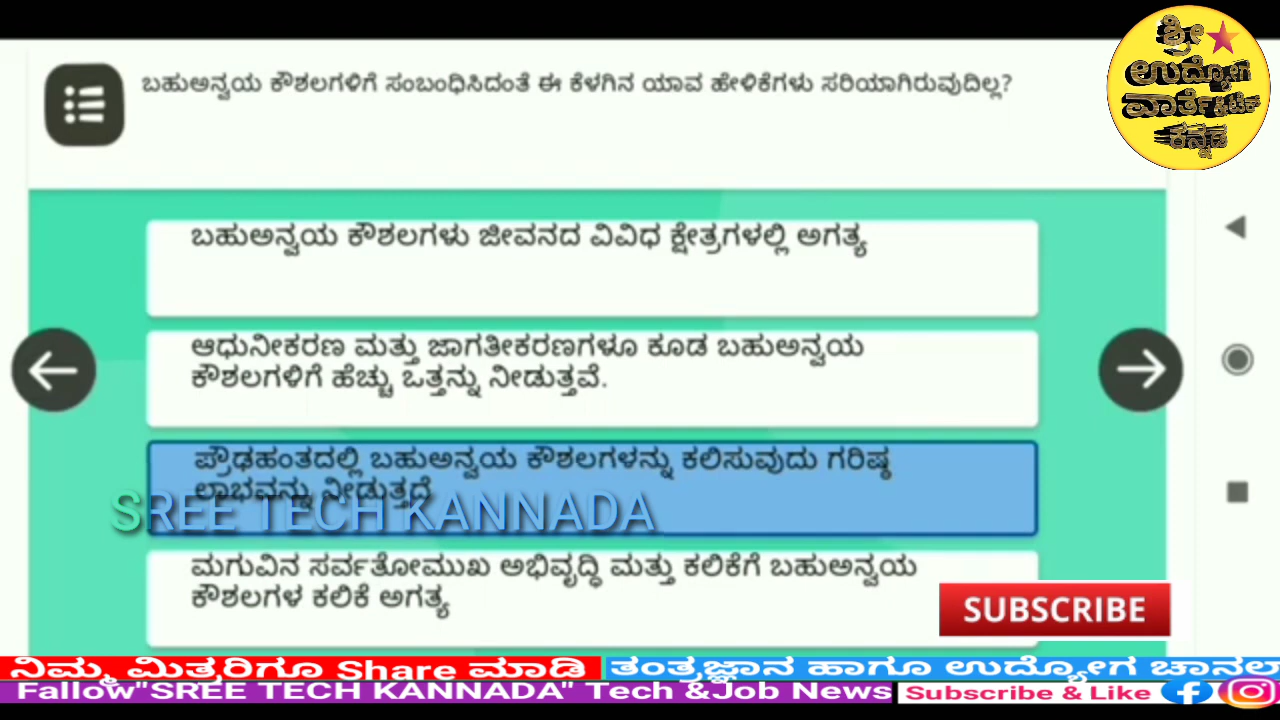 ಶ್ರೀ
ಉದ್ಯೋಗ
ವಾರ್ತೆ ಟೆಕ್
ಕನ್ನಡ
ಬಹುಅನ್ವಯ ಕೌಶಲಗಳಿಗೆ ಸಂಬಂಧಿಸಿದಂತೆ ಈ ಕೆಳಗಿನ ಯಾವ ಹೇಳಿಕೆಗಳು ಸರಿಯಾಗಿರುವುದಿಲ್ಲ?
ಬಹುಅನ್ವಯ ಕೌಶಲಗಳು ಜೀವನದ ವಿವಿಧ ಕ್ಷೇತ್ರಗಳಲ್ಲಿ ಅಗತ್ಯ
ಆಧುನೀಕರಣ ಮತ್ತು ಜಾಗತೀಕರಣಗಳೂ ಕೂಡ ಬಹುಅನ್ವಯ
ಕೌಶಲಗಳಿಗೆ ಹೆಚ್ಚು ಒತ್ತನ್ನು ನೀಡುತ್ತವೆ.
ಪ್ರೌಢಹಂತದಲ್ಲಿ ಬಹುಅನ್ವಯ ಕೌಶಲಗಳನ್ನು ಕಲಿಸುವುದು ಗರಿಷ್ಠ
ಲಾಭವನ್ನು ನೀಡುತ್ತದೆ
SREE TECH KANNADA
ಮಗುವಿನ ಸರ್ವತೋಮುಖ ಅಭಿವೃದ್ಧಿ ಮತ್ತು ಕಲಿಕೆಗೆ ಬಹುಅನ್ವಯ
ಕೌಶಲಗಳ ಕಲಿಕೆ ಅಗತ್ಯ
SUBSCRIBE
ನಿಮ್ಮ ಮಿತ್ರರಿಗೂ Share ಮಾಡಿ ತಂತ್ರಜ್ಞಾನ ಹಾಗೂ ಉದ್ಯೋಗ ಚಾನಲ
Fallow"SREE TECH KANNADA" Tech &Job News Subscribe & Like